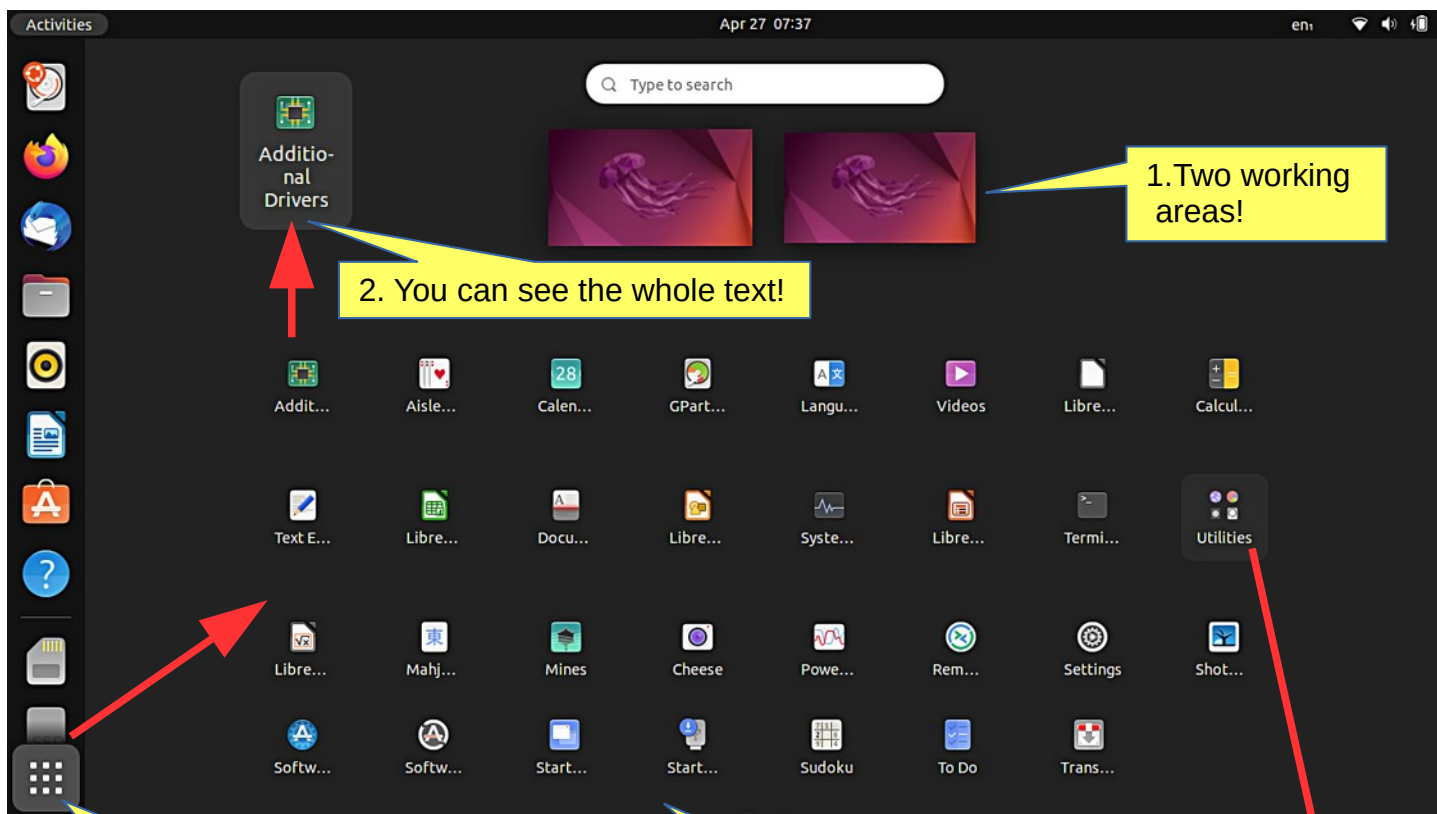 Activities
Apr 27 07:37
en₁
Type to search
Additio-
nal
Drivers
1.Two working
areas!
2. You can see the whole text!
Addit...
Aisle...
Calen...
GPart...
Langu...
Videos
Libre...
Calcul...
Text E...
Libre...
Docu...
Libre...
Syste...
Libre...
Termi...
Utilities
Libre...
Mahj...
Mines
Cheese
Powe...
Rem...
Settings
Shot...
Softw...
Softw...
Start...
Start...
Sudoku
To Do
Trans...